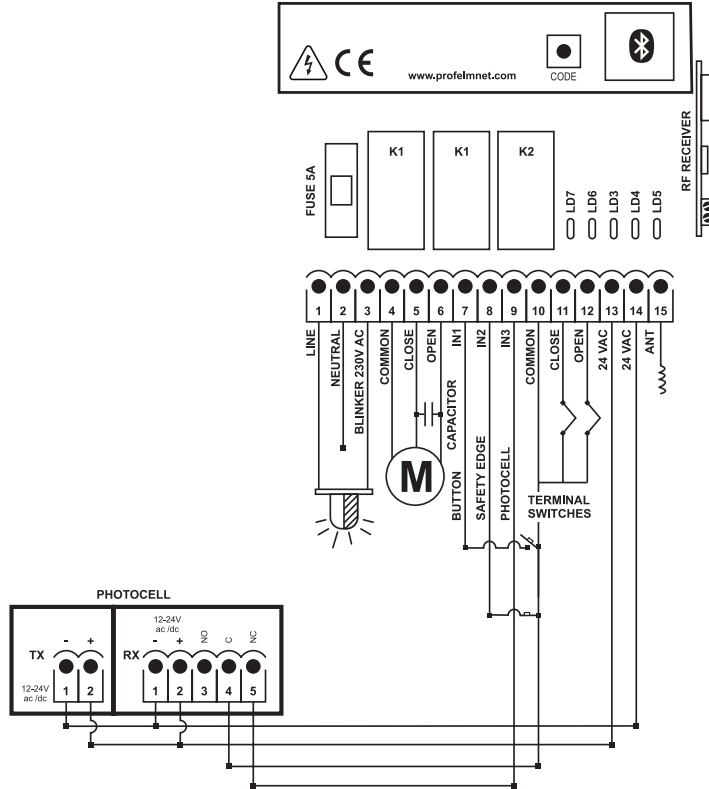 CE
www.profelmnet.com
CODE
RF RECEIVER
FUSE 5A
K1
K1
K2
LD7
LD6
LD3
LD4
LD5
1 2 3 4 5 6 7 8 9 10 11 12 13 14 15
LINE
NEUTRAL
BLINKER 230V AC
COMMON
CLOSE
OPEN
IN1
IN2
IN3
COMMON
CLOSE
OPEN
24 VAC
24 VAC
ANT
CAPACITOR
M
BUTTON
SAFETY EDGE
PHOTOCELL
TERMINAL
SWITCHES
PHOTOCELL
TX
- +
12-24V
ac /dc
1 2
RX
12-24V
ac /dc
- +
NO
C
NC
1 2 3 4 5